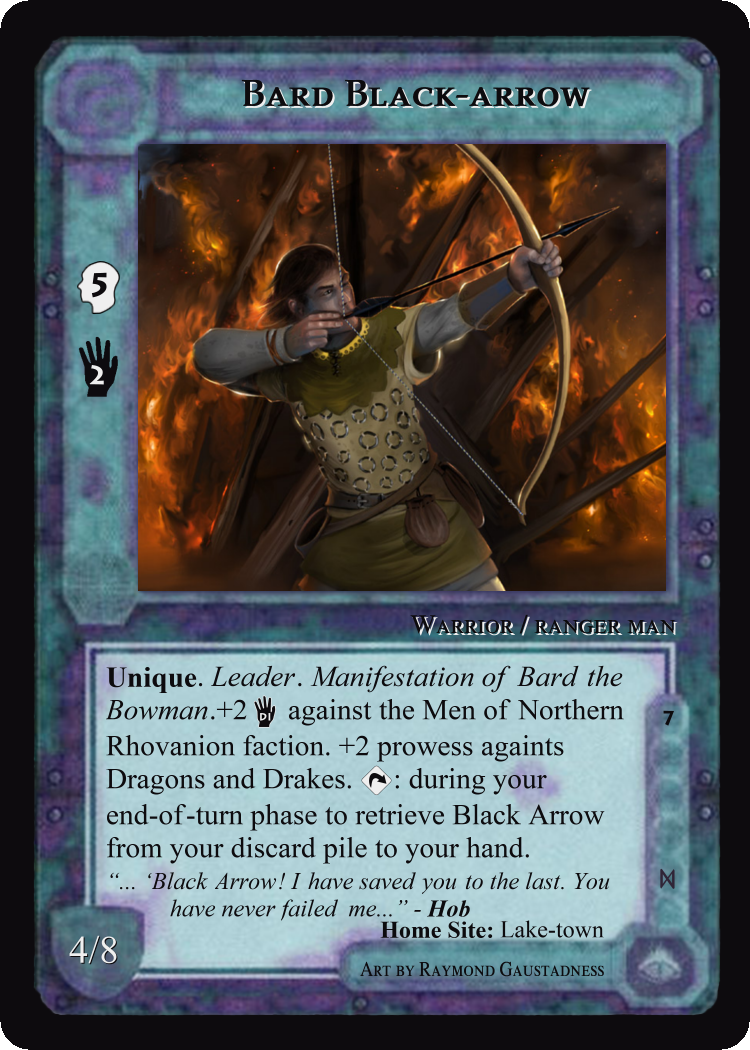 Bard Black-arrow
5
2
Warrior / ranger man
Unique. Leader. Manifestation of Bard the
Bowman.+2 DI against the Men of Northern
Rhovanion faction. +2 prowess againts
Dragons and Drakes. : during your
end-of-turn phase to retrieve Black Arrow
from your discard pile to your hand.
7
"... 'Black Arrow! I have saved you to the last. You
have never failed me..." - Hob
Home Site: Lake-town
4/8
Art by Raymond Gaustadness